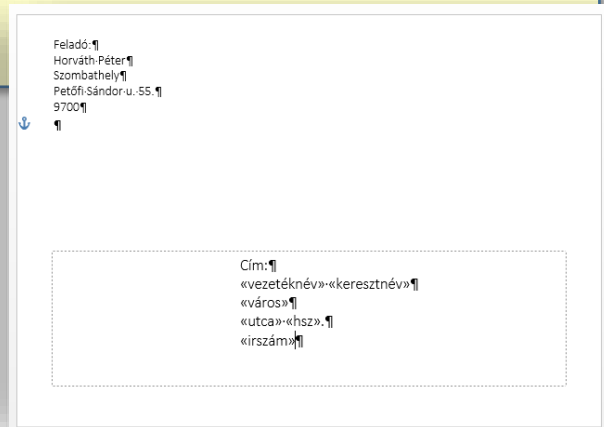 Feladó:¶
Horváth·Péter¶
Szombathely¶
Petőfi·Sándor·u.·55.¶
9700¶
¶
Cím:¶
«vezetéknév»·«keresztnév»¶
«város»¶
«utca»·«hsz».¶
«irszám»¶